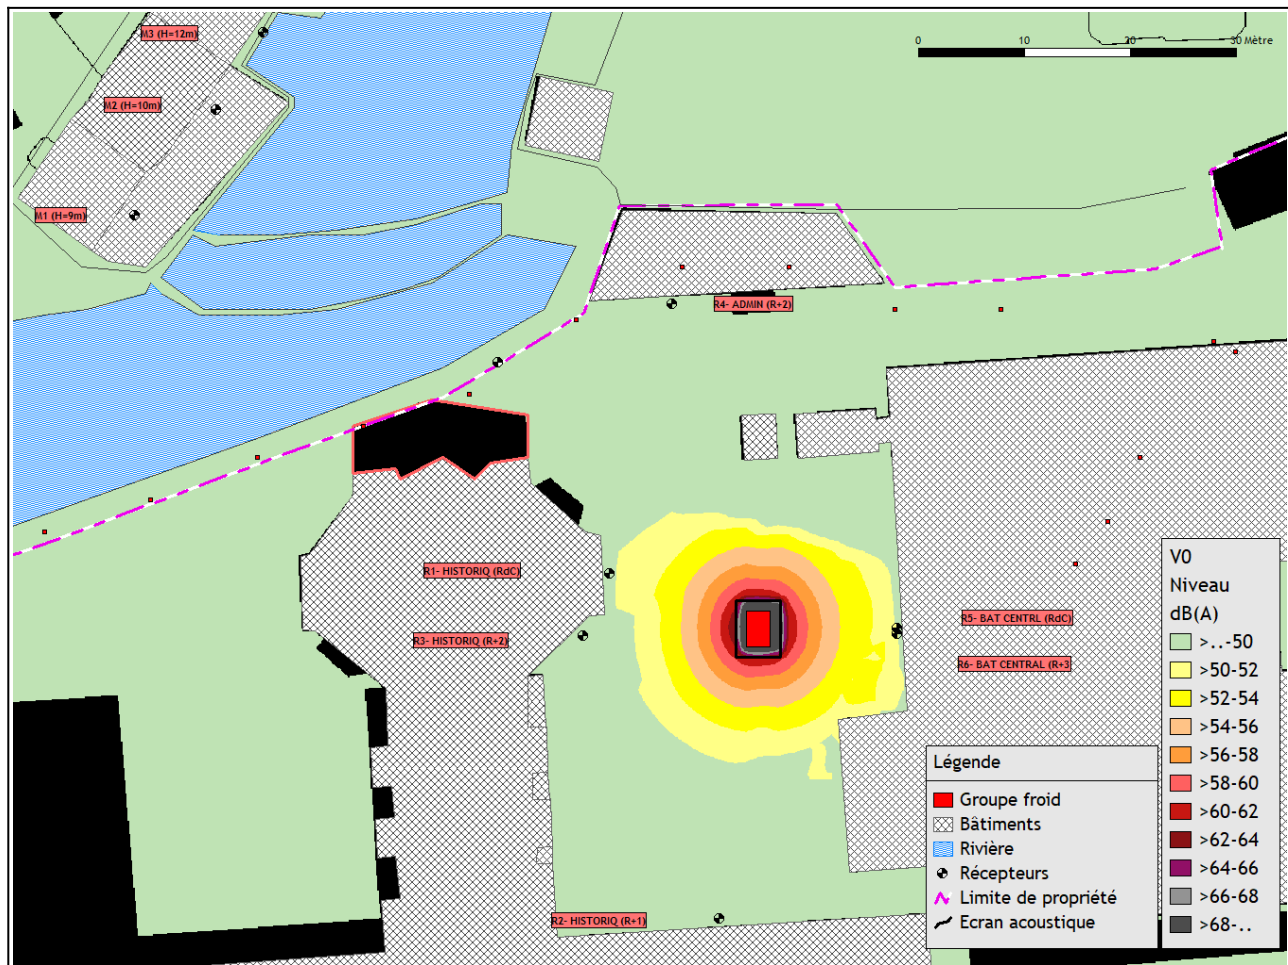 M3 (H=12m)
0 10 20 30 Mètre
M2 (H=10m)
M1 (H=9m)
R4- ADMIN (R+2)
R1- HISTORIQ (RdC)
R3- HISTORIQ (R+2)
R5- BAT CENTRL (RdC)
R6- BAT CENTRAL (R+3
R2- HISTORIQ (R+1)
Légende
Groupe froid
Bâtiments
Rivière
Récepteurs
Limite de propriété
Ecran acoustique
V0
Niveau
dB(A)
>..-50
>50-52
>52-54
>54-56
>56-58
>58-60
>60-62
>62-64
>64-66
>66-68
>68-..